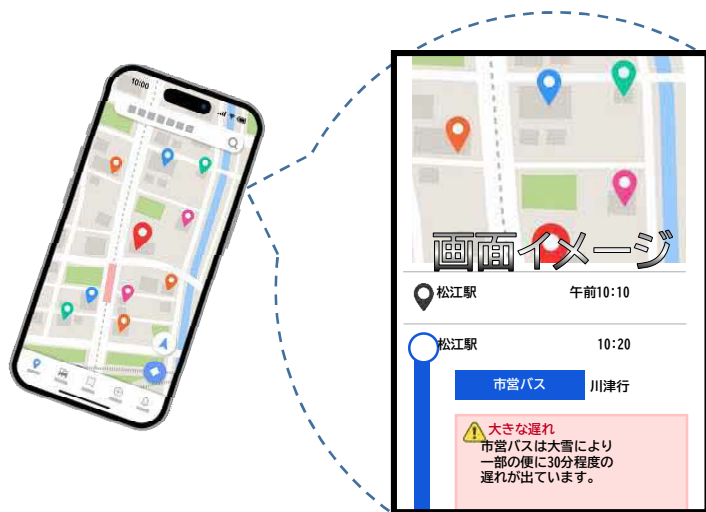 10:00
画面イメージ
松江駅 午前10:10
松江駅 10:20
市営バス 川津行
大きな遅れ
市営バスは大雪により
一部の便に30分程度の
遅れが出ています。